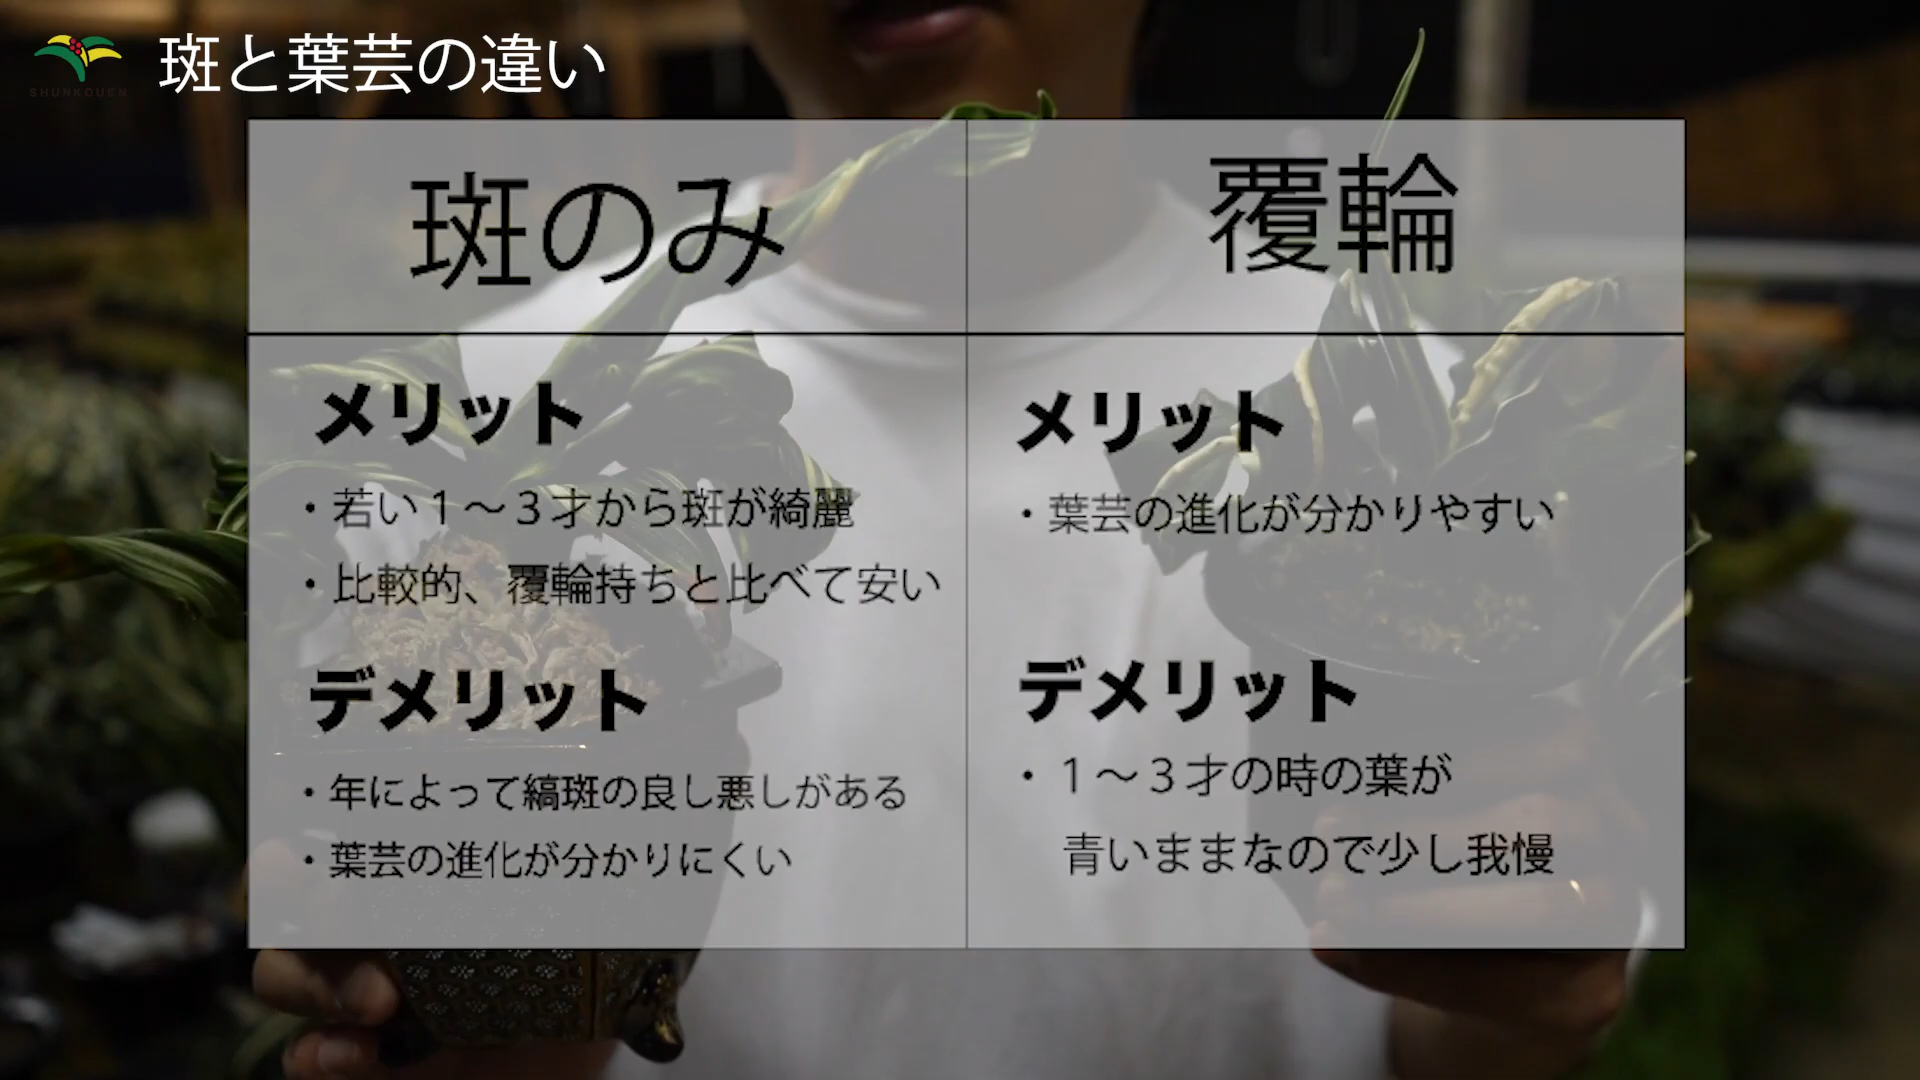 SHUNKOUEN
斑と葉芸の違い
斑のみ
メリット
・若い１～３才から斑が綺麗
・比較的、覆輪持ちと比べて安い
デメリット
・年によって縞斑の良し悪しがある
・葉芸の進化が分かりにくい
覆輪
メリット
・葉芸の進化が分かりやすい
デメリット
・１～３才の時の葉が
青いままなので少し我慢